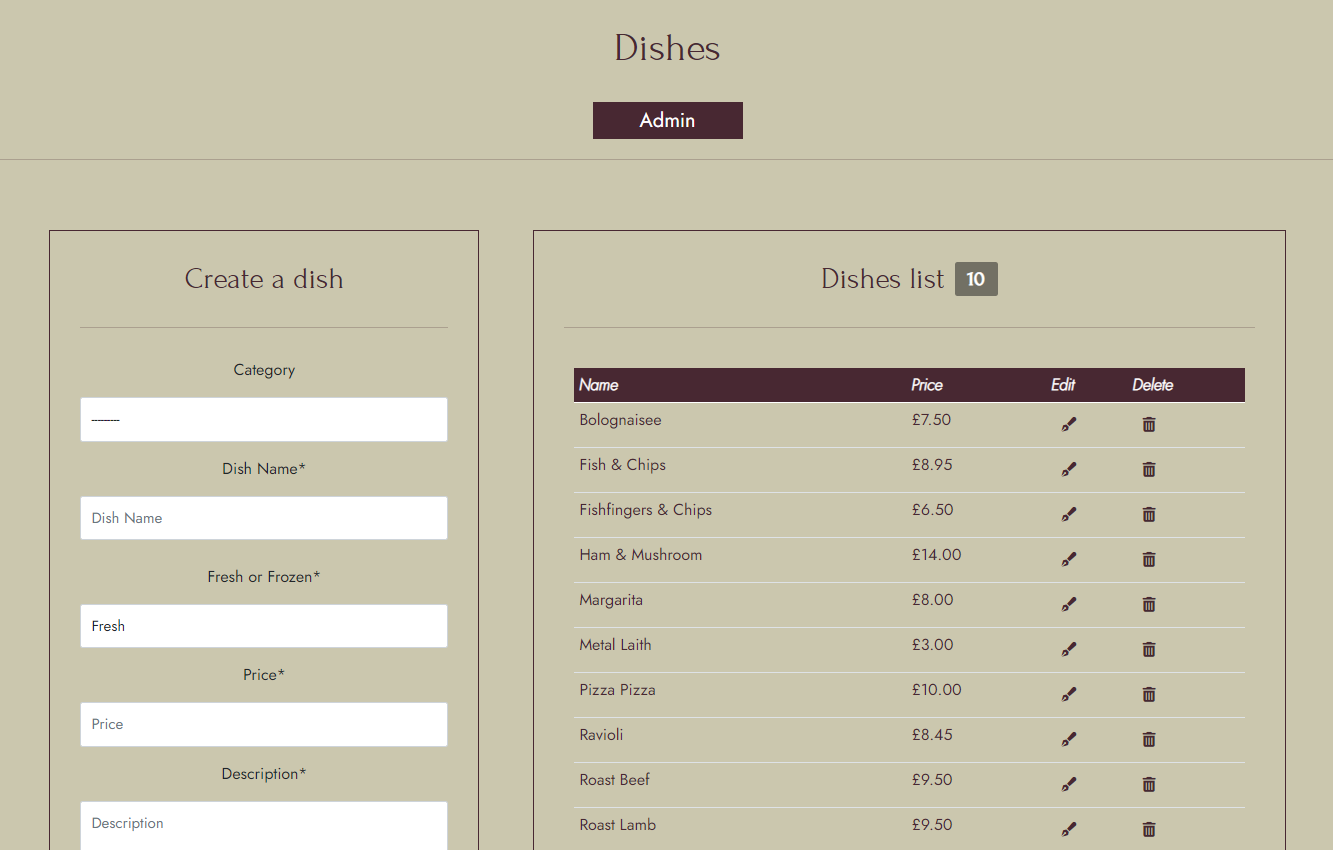 Dishes
Admin
Create a dish
Category
---------
Dish Name*
Dish Name
Fresh or Frozen*
Fresh
Price*
Price
Description*
Description
Dishes list 10
Name Price Edit Delete
Bolognaisee £7.50
Fish & Chips £8.95
Fishfingers & Chips £6.50
Ham & Mushroom £14.00
Margarita £8.00
Metal Laith £3.00
Pizza Pizza £10.00
Ravioli £8.45
Roast Beef £9.50
Roast Lamb £9.50